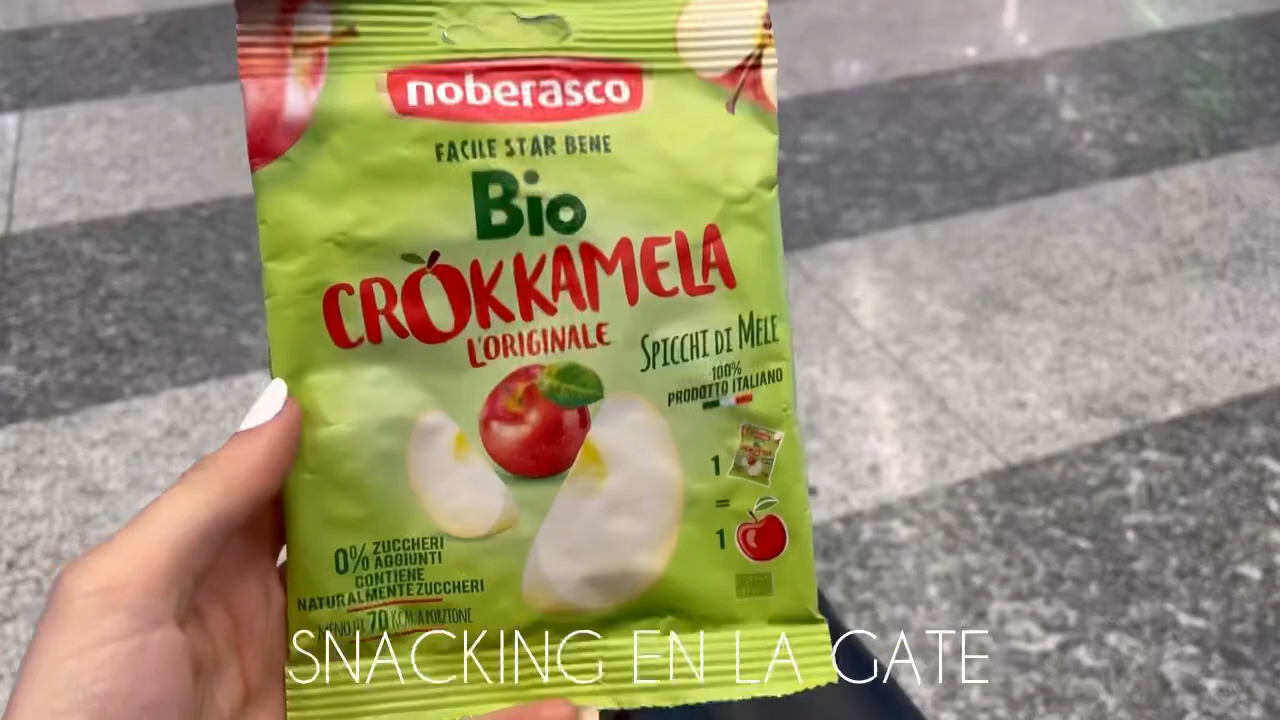 noberasco
FACILE STAR BENE
Bio
CROKKAMELA
L'ORIGINALE
SPICCHI DI MELE
100%
PRODOTTO ITALIANO
1
=
1
0% ZUCCHERI
AGGIUNTI
CONTIENE
NATURALMENTE ZUCCHERI
MENO DI 70 KCAL A PORZIONE
SNACKING EN LA GATE